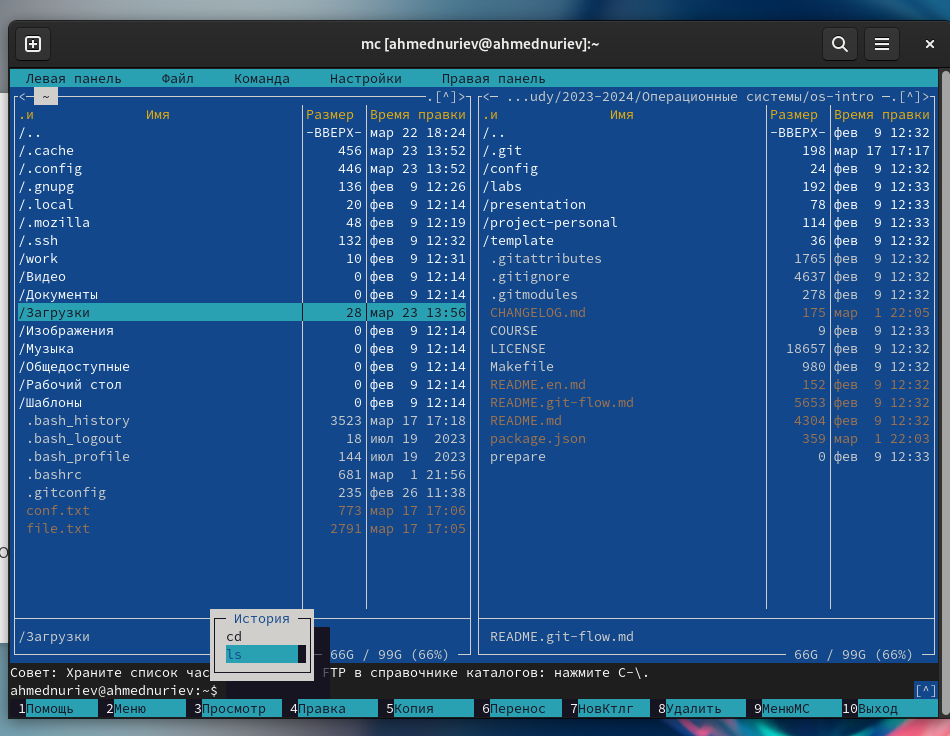 mc [ahmednuriev@ahmednuriev]:~
Левая панель Файл Команда Настройки Правая панель
<— ~ .[^]>
.и Имя Размер Время правки
/.. -ВВЕРХ- мар 22 18:24
/.cache 456 мар 23 13:52
/.config 446 мар 23 13:52
/.gnupg 136 фев 9 12:26
/.local 20 фев 9 12:14
/.mozilla 48 фев 9 12:19
/.ssh 132 фев 9 12:32
/work 10 фев 9 12:31
/Видео 0 фев 9 12:14
/Документы 0 фев 9 12:14
/Загрузки 28 мар 23 13:56
/Изображения 0 фев 9 12:14
/Музыка 0 фев 9 12:14
/Общедоступные 0 фев 9 12:14
/Рабочий стол 0 фев 9 12:14
/Шаблоны 0 фев 9 12:14
.bash_history 3523 мар 17 17:18
.bash_logout 18 июл 19 2023
.bash_profile 144 июл 19 2023
.bashrc 681 мар 1 21:56
.gitconfig 235 фев 26 11:38
conf.txt 773 мар 17 17:06
file.txt 2791 мар 17 17:05
/Загрузки
66G / 99G (66%)
<— ...udy/2023-2024/Операционные системы/os-intro —.[^]>
.и Имя Размер Время правки
/.. -ВВЕРХ- фев 9 12:32
/.git 198 мар 17 17:17
/config 24 фев 9 12:32
/labs 192 фев 9 12:33
/presentation 78 фев 9 12:33
/project-personal 114 фев 9 12:33
/template 36 фев 9 12:32
.gitattributes 1765 фев 9 12:32
.gitignore 4637 фев 9 12:32
.gitmodules 278 фев 9 12:32
CHANGELOG.md 175 мар 1 22:05
COURSE 9 фев 9 12:33
LICENSE 18657 фев 9 12:32
Makefile 980 фев 9 12:32
README.en.md 152 фев 9 12:32
README.git-flow.md 5653 фев 9 12:32
README.md 4304 фев 9 12:32
package.json 359 мар 1 22:03
prepare 0 фев 9 12:33
README.git-flow.md
66G / 99G (66%)
История
cd
ls
Совет: Храните список час FTP в справочнике каталогов: нажмите C-\.
ahmednuriev@ahmednuriev:~$ [^]
1Помощь 2Меню 3Просмотр 4Правка 5Копия 6Перенос 7НовКтлг 8Удалить 9МенюMC 10Выход